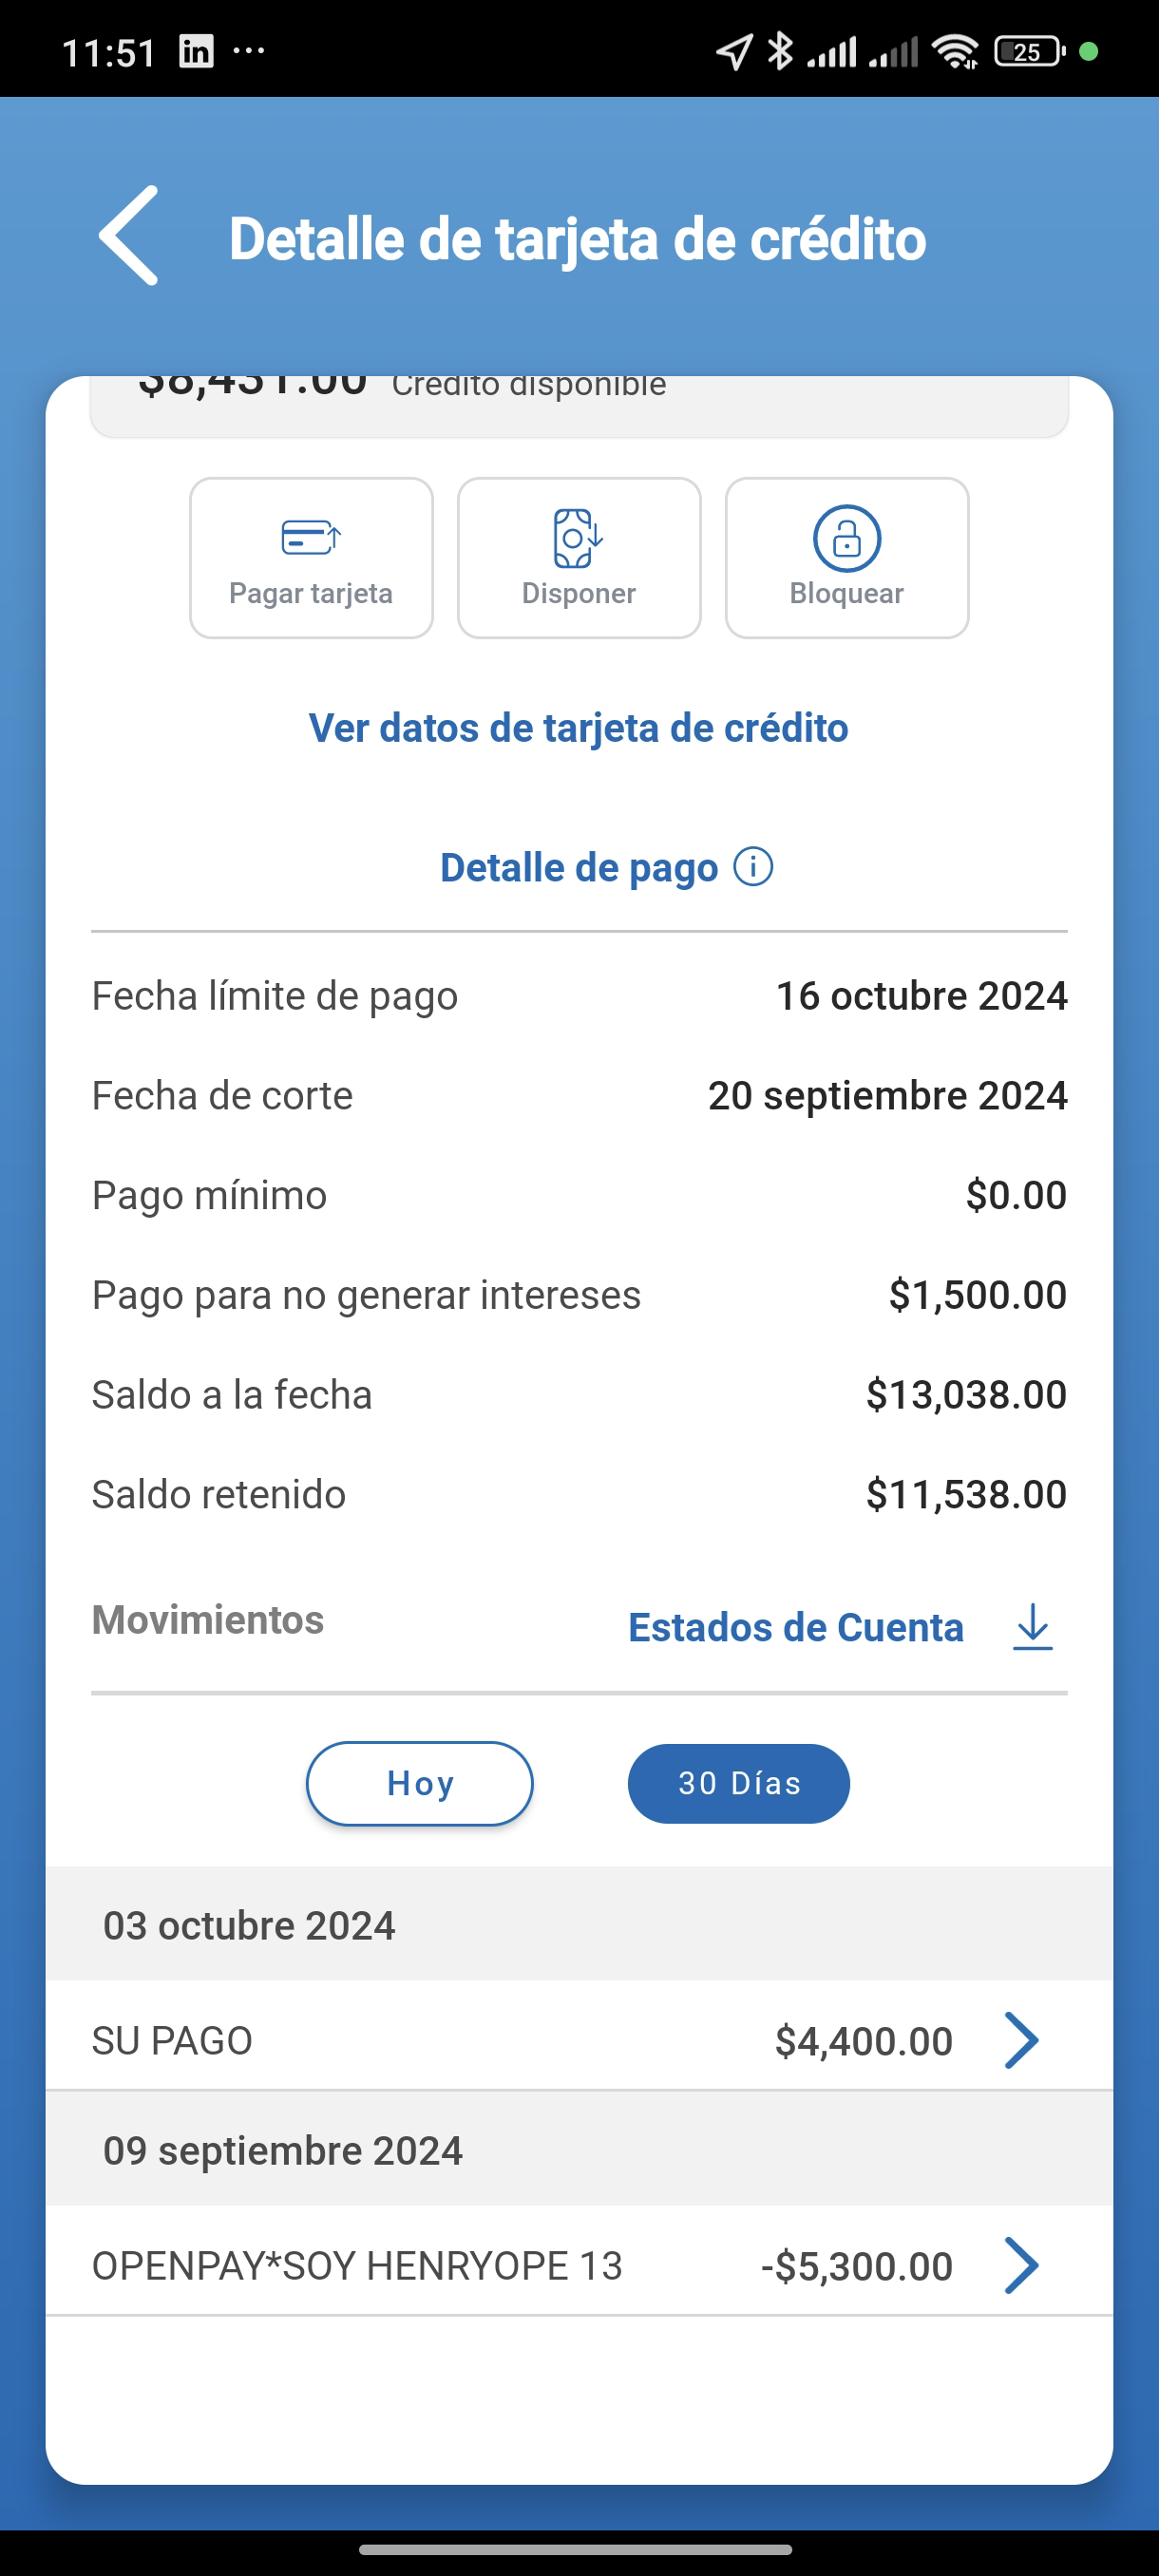 11:51 in ...
25
Detalle de tarjeta de crédito
$8,431.00 Crédito disponible
Pagar tarjeta Disponer Bloquear
Ver datos de tarjeta de crédito
Detalle de pago
Fecha límite de pago 16 octubre 2024
Fecha de corte 20 septiembre 2024
Pago mínimo $0.00
Pago para no generar intereses $1,500.00
Saldo a la fecha $13,038.00
Saldo retenido $11,538.00
Movimientos Estados de Cuenta
Hoy 30 Días
03 octubre 2024
SU PAGO $4,400.00
09 septiembre 2024
OPENPAY*SOY HENRYOPE 13 -$5,300.00